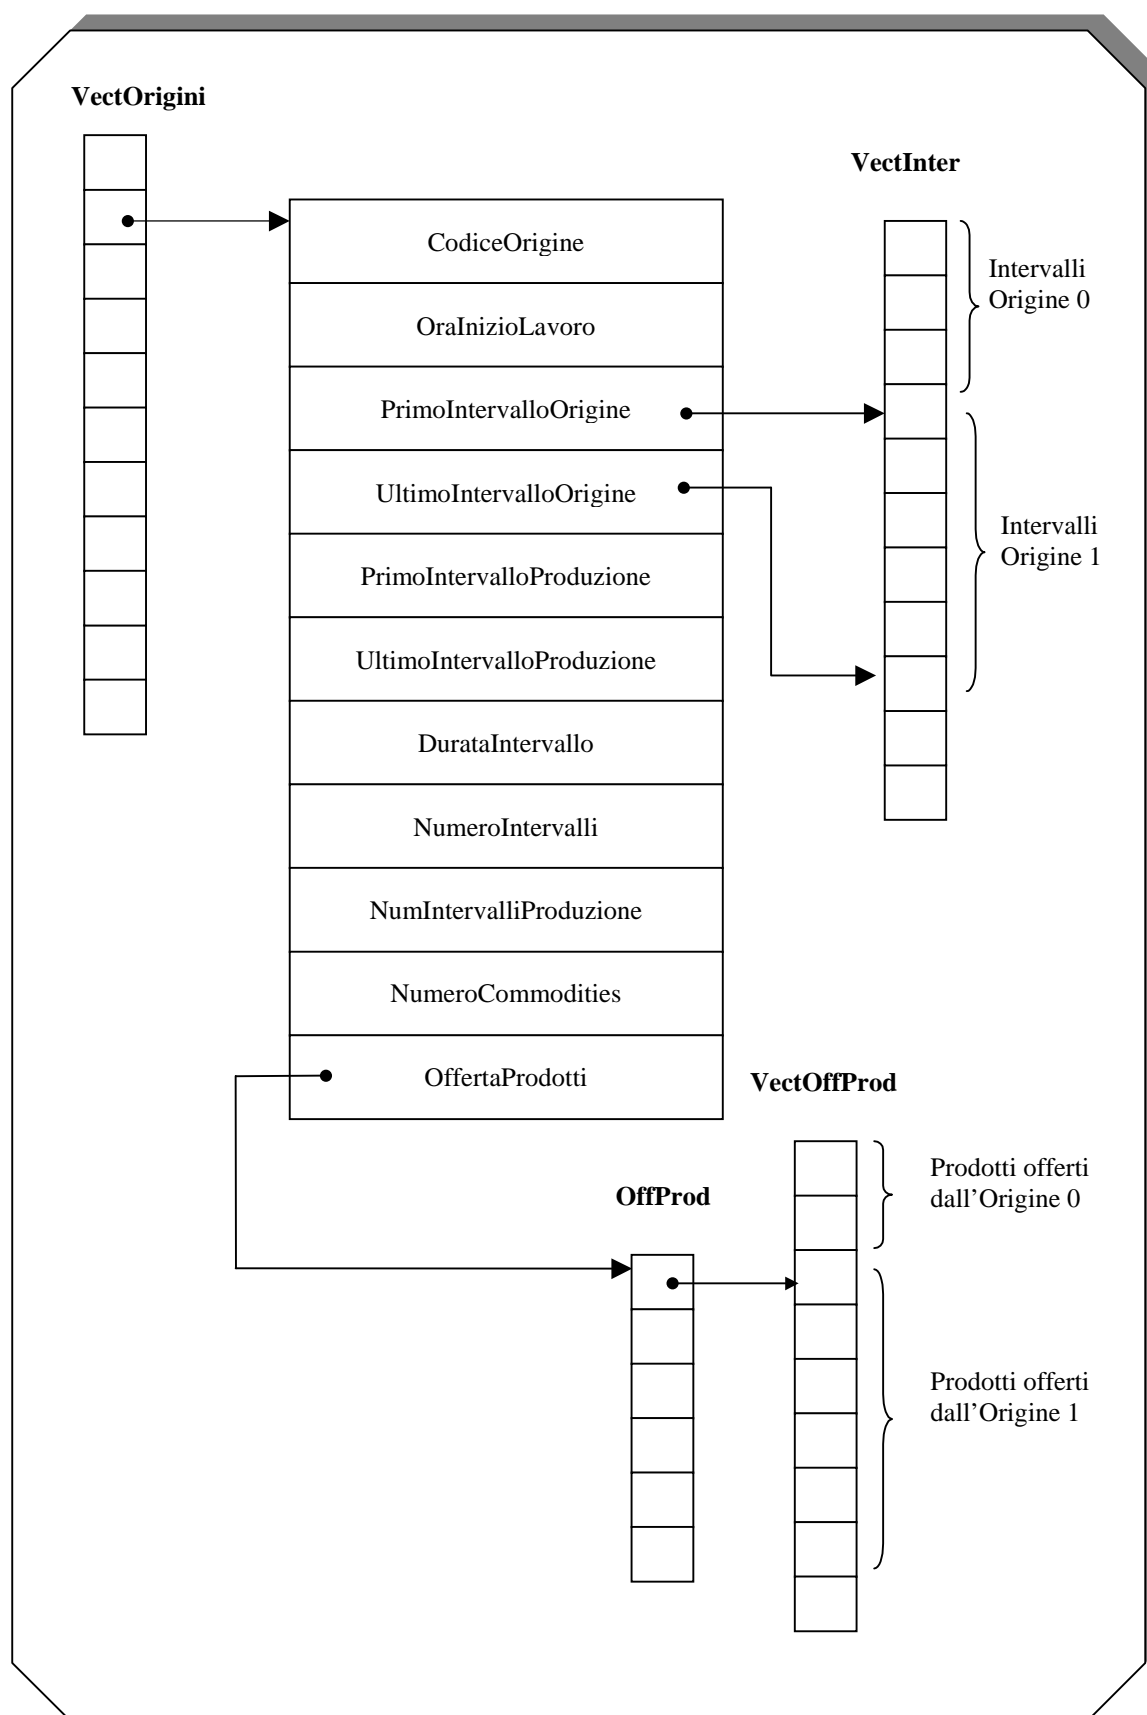 VectOrigini
VectInter
CodiceOrigine
Intervalli
Origine 0
OraInizioLavoro
PrimoIntervalloOrigine
UltimoIntervalloOrigine
Intervalli
Origine 1
PrimoIntervalloProduzione
UltimoIntervalloProduzione
DurataIntervallo
NumeroIntervalli
NumIntervalliProduzione
NumeroCommodities
OffertaProdotti
VectOffProd
OffProd
Prodotti offerti
dall’Origine 0
Prodotti offerti
dall’Origine 1